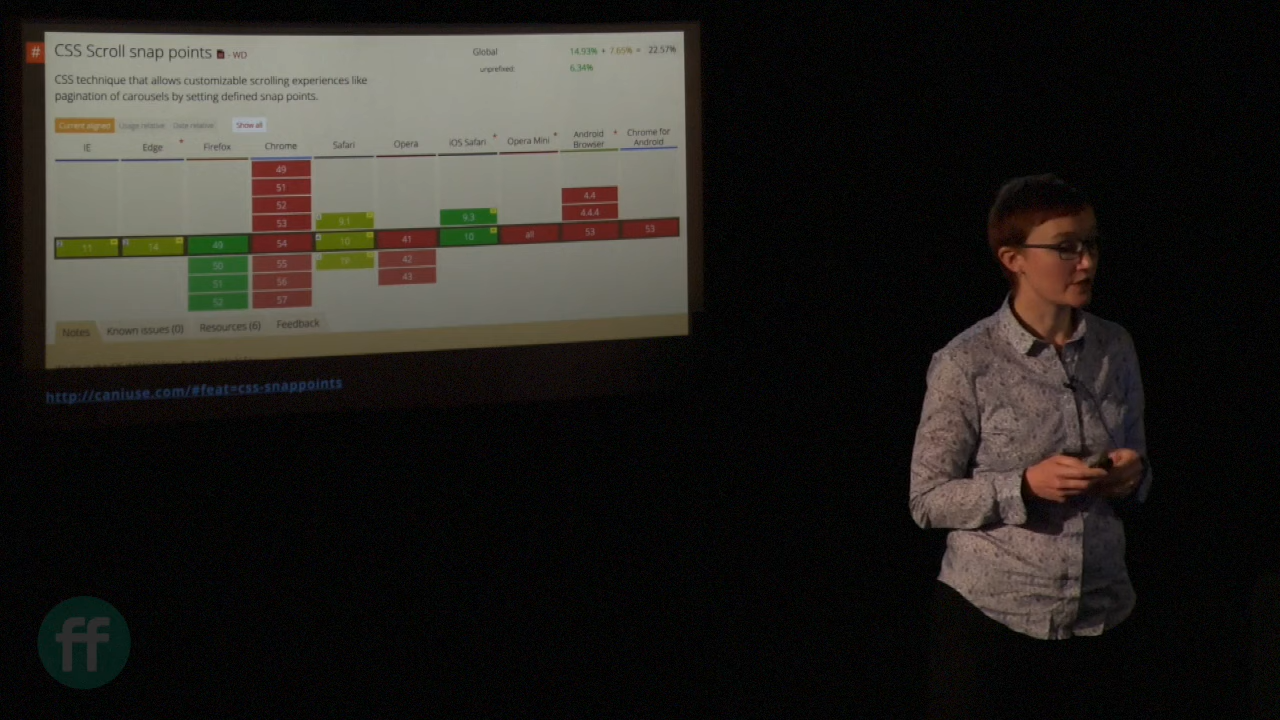 #
CSS Scroll snap points - WD
Global 14.93% + 7.65% = 22.57%
unprefixed: 6.34%
CSS technique that allows customizable scrolling experiences like
pagination of carousels by setting defined snap points.
Current aligned Usage relative Date relative Show all
IE Edge * Firefox Chrome Safari Opera iOS Safari * Opera Mini * Android Browser * Chrome for Android
49
51
52 4.4
53 9.1 9.3 4.4.4
11 14 49 54 10 41 10 all 53 53
50 55 TP 42
51 56 43
52 57
Notes Known issues (0) Resources (6) Feedback
http://caniuse.com/#feat=css-snappoints
ff